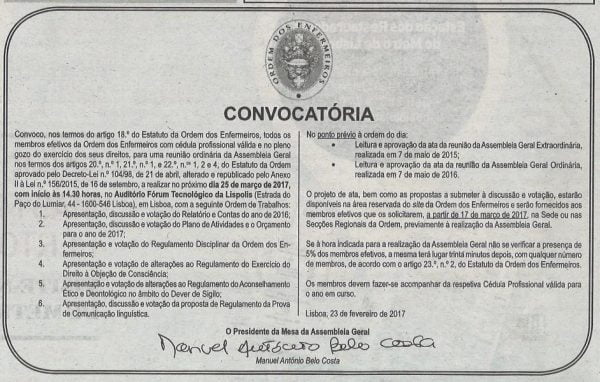 ORDEM DOS ENFERMEIROS
CONVOCATÓRIA
Convoco, nos termos do artigo 18.º do Estatuto da Ordem dos Enfermeiros, todos os
membros efetivos da Ordem dos Enfermeiros com cédula profissional válida e no pleno
gozo do exercício dos seus direitos, para uma reunião ordinária da Assembleia Geral
nos termos dos artigos 20.º, n.º 1, 21.º, n.º 1, e 22.º, n.ºs 1, 2 e 4, do Estatuto da Ordem
aprovado pelo Decreto-Lei n.º 104/98, de 21 de abril, alterado e republicado pelo Anexo
II à Lei n.º 156/2015, de 16 de setembro, a realizar no próximo dia 25 de março de 2017,
com início às 14.30 horas, no Auditório Fórum Tecnológico da Lispolis (Estrada do
Paço do Lumiar, 44 - 1600-546 Lisboa), em Lisboa, com a seguinte Ordem de Trabalhos:
1. Apresentação, discussão e votação do Relatório e Contas do ano de 2016;
2. Apresentação, discussão e votação do Plano de Atividades e o Orçamento
para o ano de 2017;
3. Apresentação e votação do Regulamento Disciplinar da Ordem dos En-
fermeiros;
4. Apresentação e votação de alterações ao Regulamento do Exercício do
Direito à Objeção de Consciência;
5. Apresentação e votação de alterações ao Regulamento do Aconselhamento
Ético e Deontológico no âmbito do Dever de Sigilo;
6. Apresentação, discussão e votação da proposta de Regulamento da Prova
de Comunicação linguística.
No ponto prévio à ordem do dia:
• Leitura e aprovação da ata da reunião da Assembleia Geral Extraordinária,
realizada em 7 de maio de 2015;
• Leitura e aprovação da ata da reunião da Assembleia Geral Ordinária,
realizada em 7 de maio de 2016.
O projeto de ata, bem como as propostas a submeter à discussão e votação, estarão
disponíveis na área reservada do site da Ordem dos Enfermeiros e serão fornecidos aos
membros efetivos que os solicitarem, a partir de 17 de março de 2017, na Sede ou nas
Secções Regionais da Ordem, previamente à realização da Assembleia Geral.
Se à hora indicada para a realização da Assembleia Geral não se verificar a presença de
5% dos membros efetivos, a mesma terá lugar trinta minutos depois, com qualquer número
de membros, de acordo com o artigo 23.º, n.º 2, do Estatuto da Ordem dos Enfermeiros.
Os membros devem fazer-se acompanhar da respetiva Cédula Profissional válida para
o ano em curso.
Lisboa, 23 de fevereiro de 2017
O Presidente da Mesa da Assembleia Geral
Manuel António Belo Costa
Manuel António Belo Costa